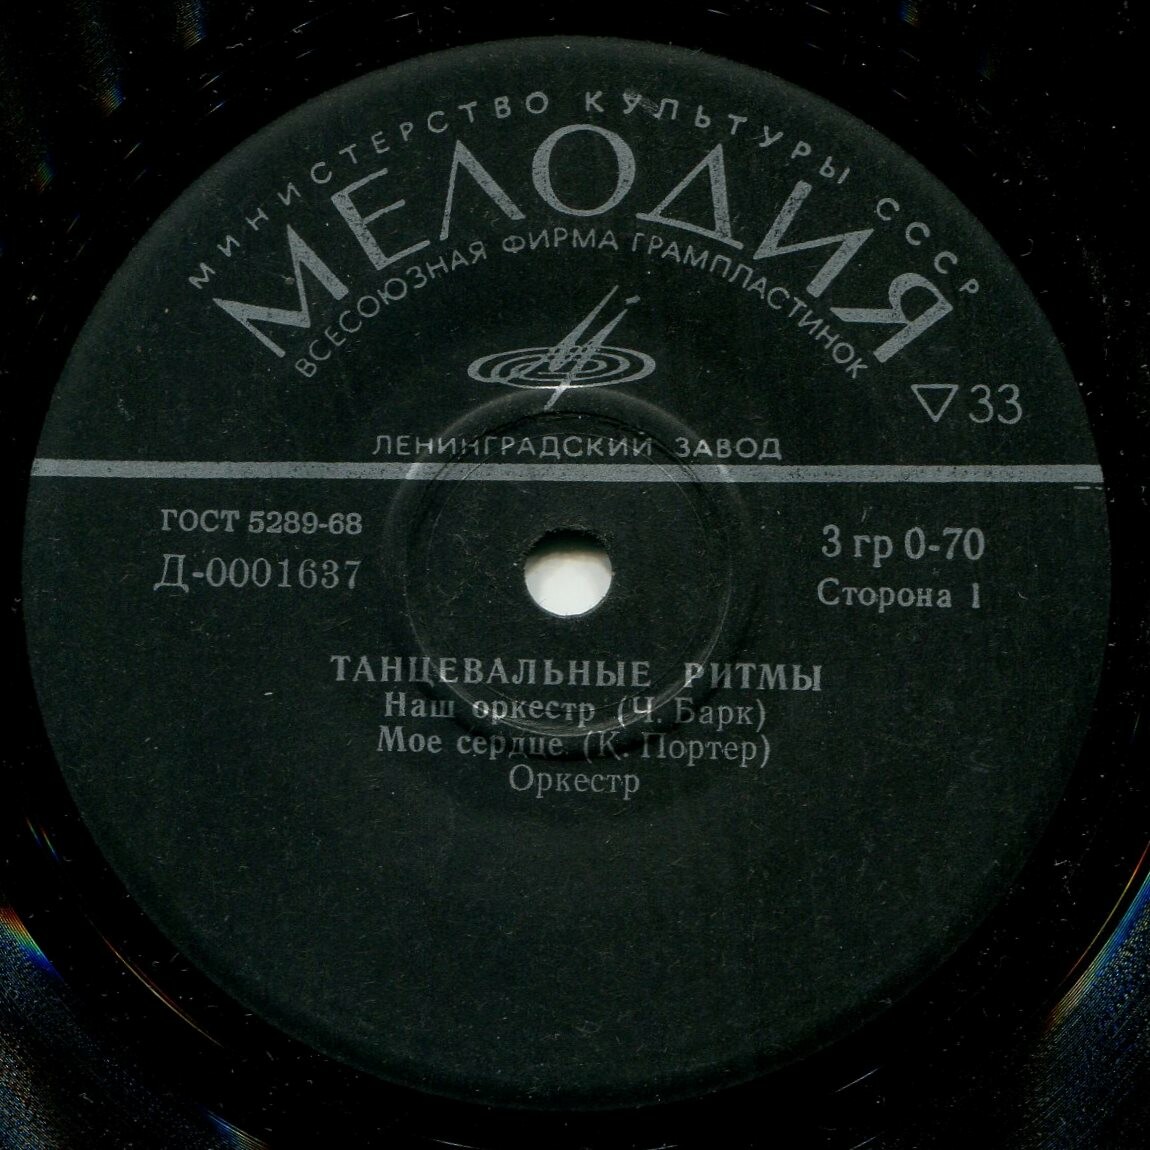 МИНИСТЕРСТВО КУЛЬТУРЫ СССР
МЕЛОДИЯ
ВСЕСОЮЗНАЯ ФИРМА ГРАМПЛАСТИНОК
33
ЛЕНИНГРАДСКИЙ ЗАВОД
ГОСТ 5289-68
Д-0001637
3 гр 0-70
Сторона 1
ТАНЦЕВАЛЬНЫЕ РИТМЫ
Наш оркестр (Ч. Барк)
Мое сердце (К. Портер)
Оркестр